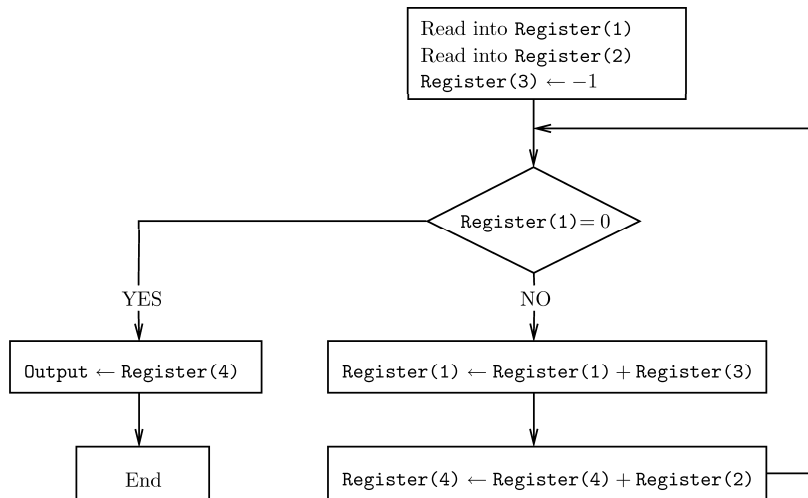 Read into Register(1)
Read into Register(2)
Register(3) ← −1
Register(1) = 0
YES
NO
Output ← Register(4)
Register(1) ← Register(1) + Register(3)
End
Register(4) ← Register(4) + Register(2)